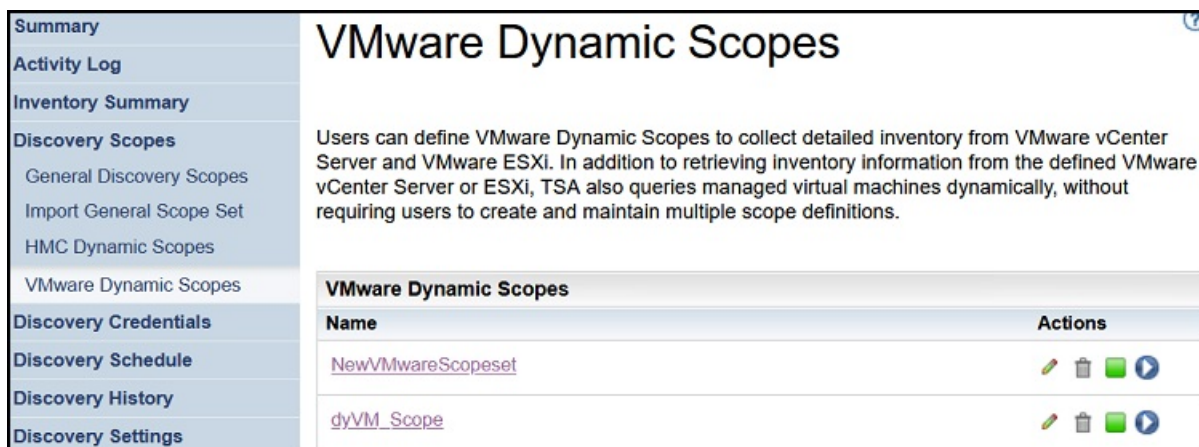 Summary
Activity Log
Inventory Summary
Discovery Scopes
General Discovery Scopes
Import General Scope Set
HMC Dynamic Scopes
VMware Dynamic Scopes
Discovery Credentials
Discovery Schedule
Discovery History
Discovery Settings
VMware Dynamic Scopes
?
Users can define VMware Dynamic Scopes to collect detailed inventory from VMware vCenter
Server and VMware ESXi. In addition to retrieving inventory information from the defined VMware
vCenter Server or ESXi, TSA also queries managed virtual machines dynamically, without
requiring users to create and maintain multiple scope definitions.
VMware Dynamic Scopes
Name Actions
NewVMwareScopeset
dyVM_Scope